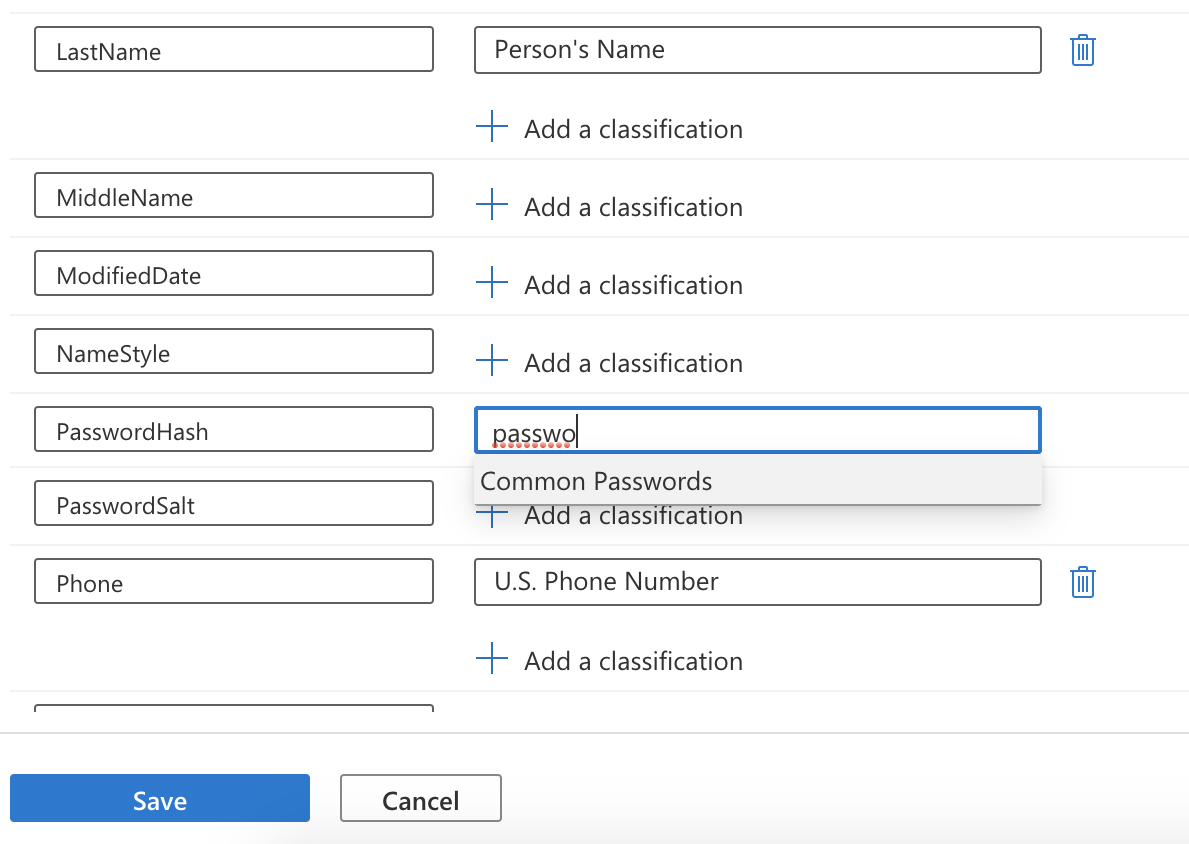 LastName
Person's Name
Add a classification
MiddleName
Add a classification
ModifiedDate
Add a classification
NameStyle
Add a classification
PasswordHash
passwo
Common Passwords
PasswordSalt
Add a classification
Phone
U.S. Phone Number
Add a classification
Save
Cancel